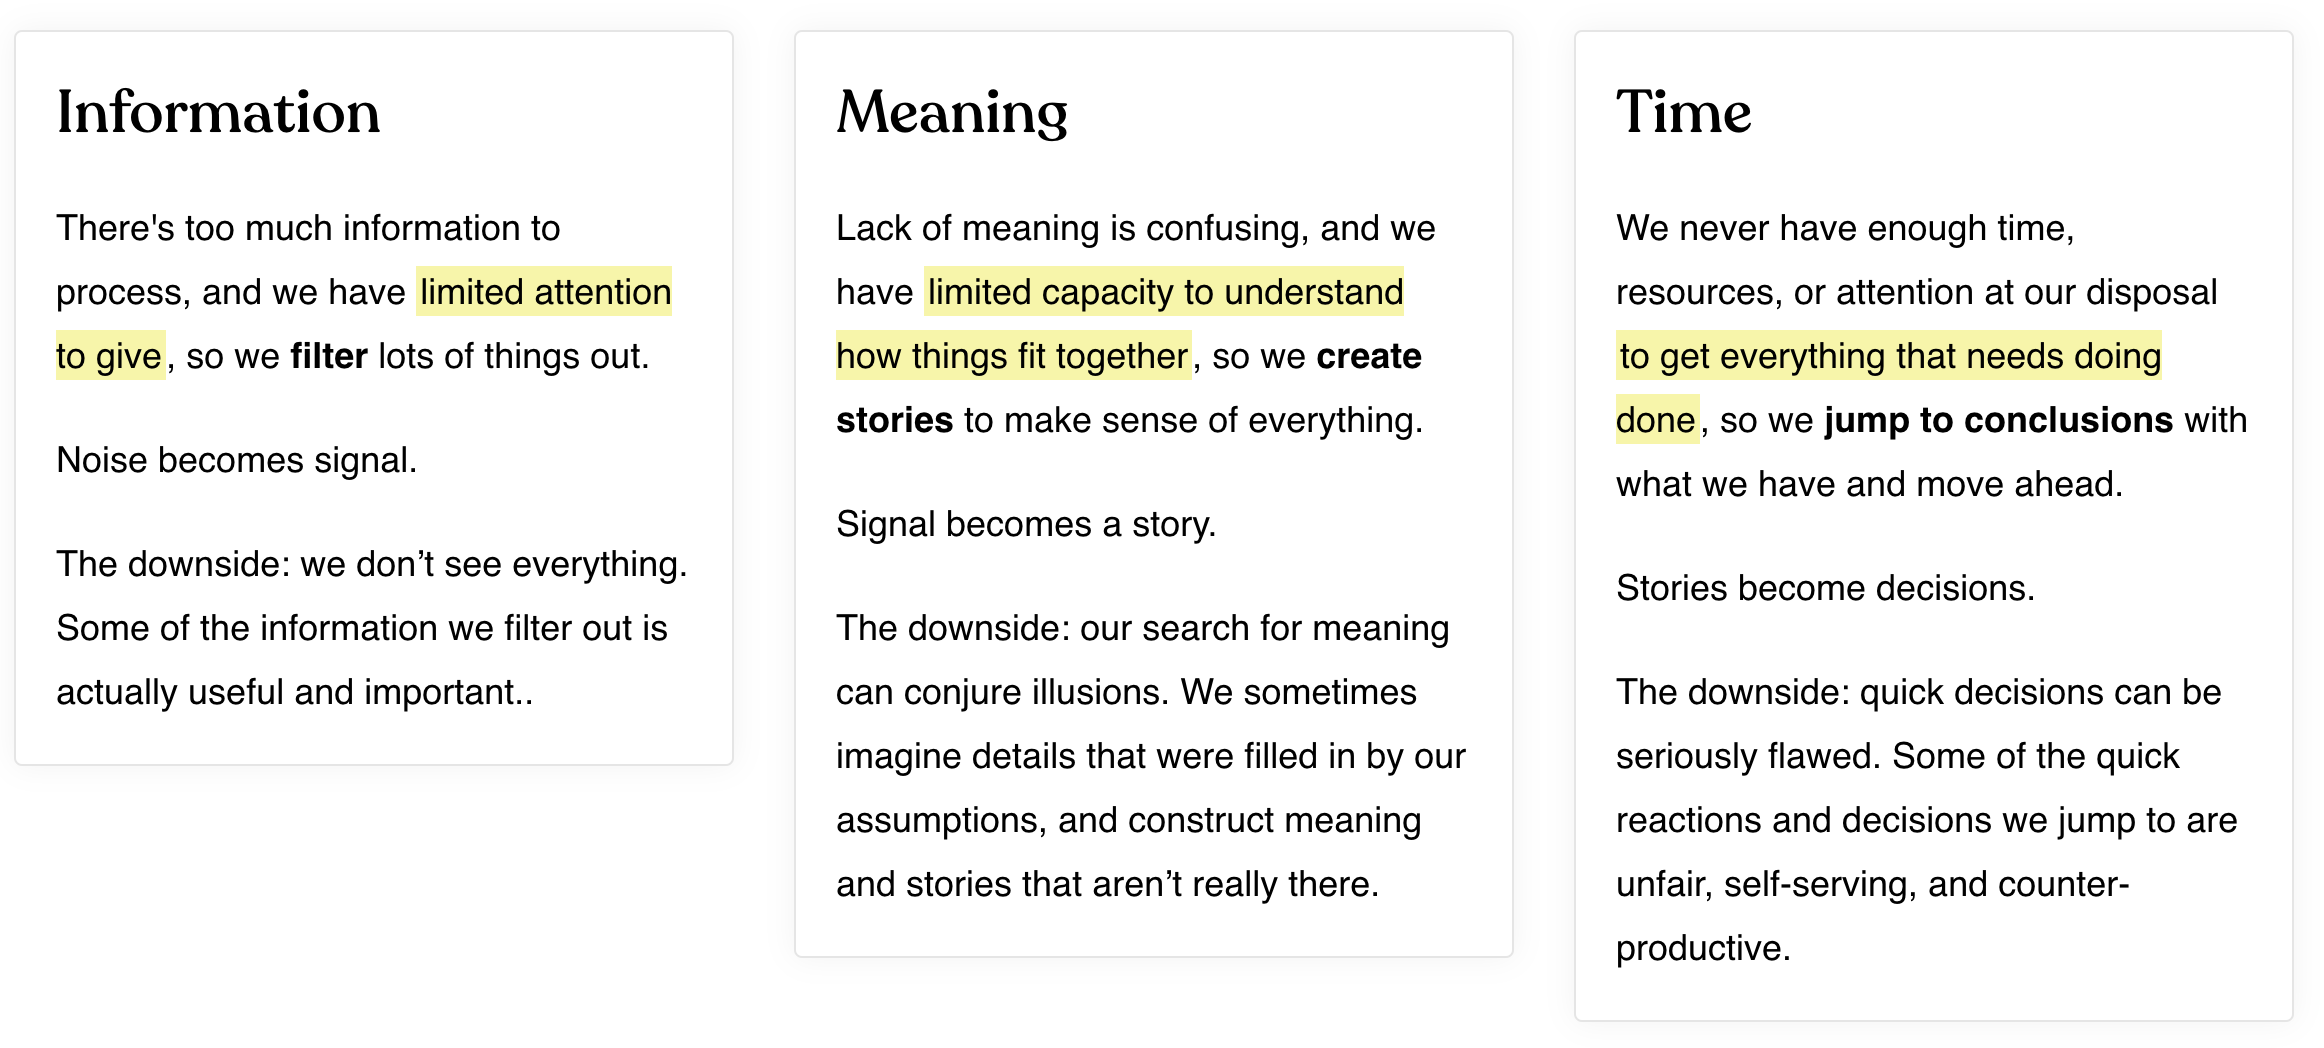 Information
There's too much information to
process, and we have limited attention
to give, so we filter lots of things out.
Noise becomes signal.
The downside: we don’t see everything.
Some of the information we filter out is
actually useful and important..
Meaning
Lack of meaning is confusing, and we
have limited capacity to understand
how things fit together, so we create
stories to make sense of everything.
Signal becomes a story.
The downside: our search for meaning
can conjure illusions. We sometimes
imagine details that were filled in by our
assumptions, and construct meaning
and stories that aren’t really there.
Time
We never have enough time,
resources, or attention at our disposal
to get everything that needs doing
done, so we jump to conclusions with
what we have and move ahead.
Stories become decisions.
The downside: quick decisions can be
seriously flawed. Some of the quick
reactions and decisions we jump to are
unfair, self-serving, and counter-
productive.